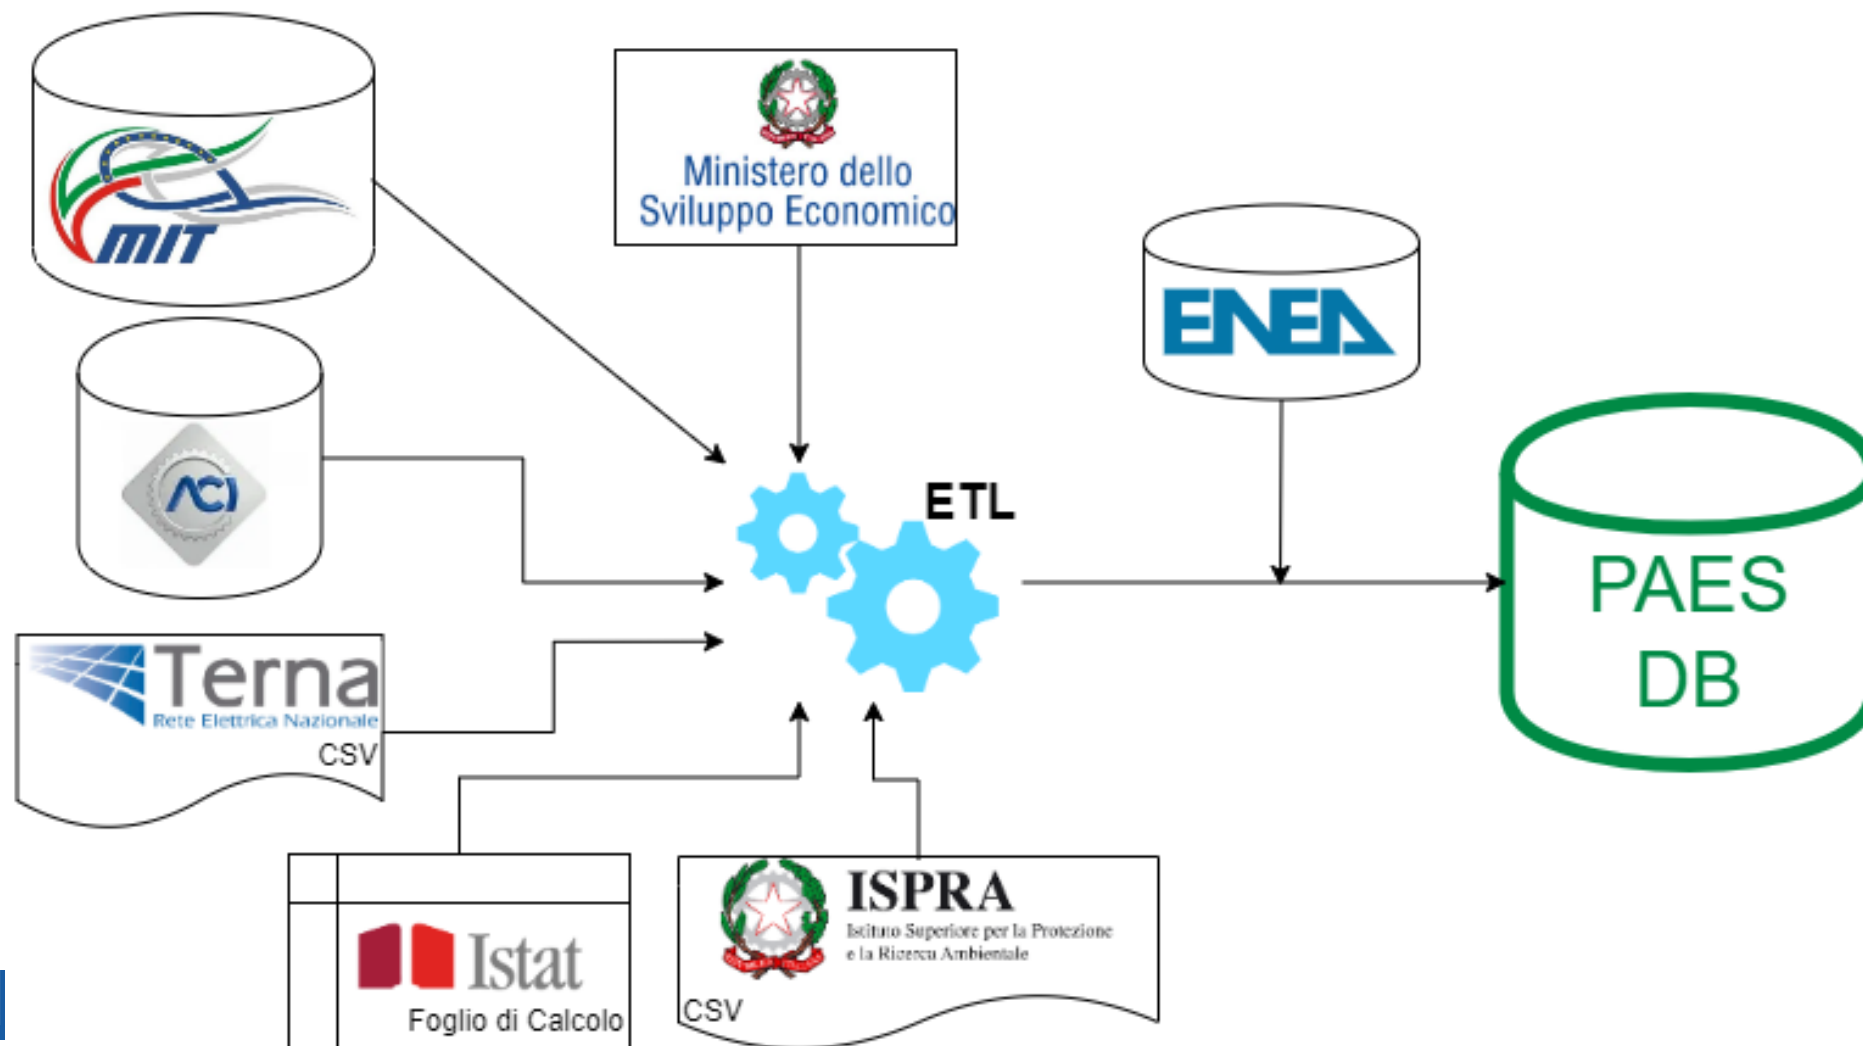 MIT
Ministero dello
Sviluppo Economico
ENEA
ACI
ETL
PAES
DB
Terna
Rete Elettrica Nazionale
CSV
Istat
Foglio di Calcolo
ISPRA
Istituto Superiore per la Protezione
e la Ricerca Ambientale
CSV